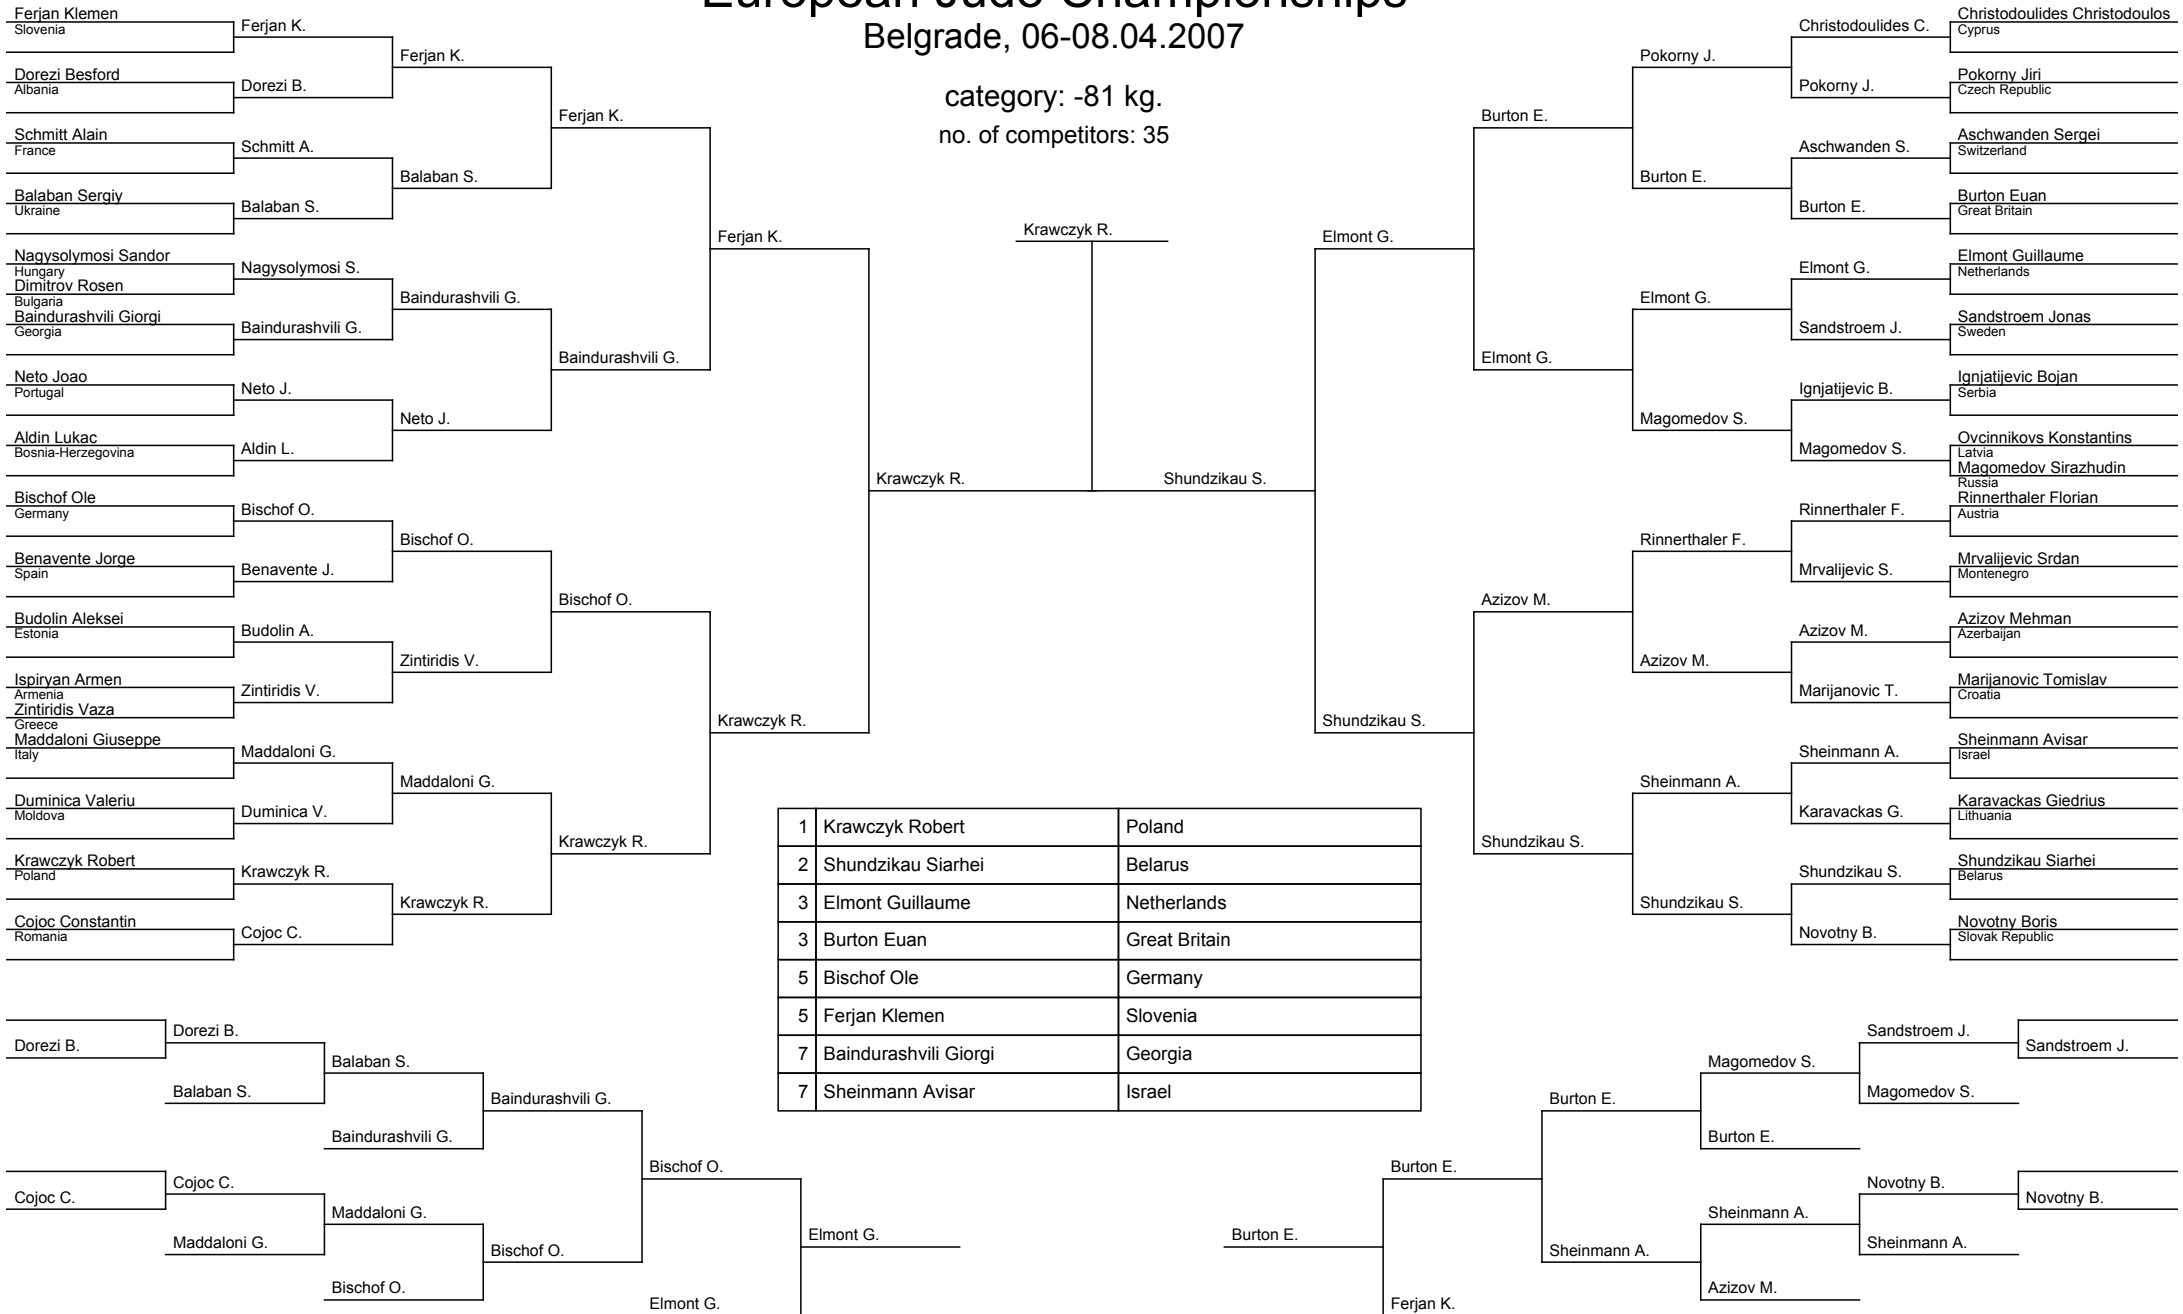 European Judo Championships
Belgrade, 06-08.04.2007
category: -81 kg.
no. of competitors: 35
Ferjan Klemen
Slovenia
Dorezi Besford
Albania
Schmitt Alain
France
Balaban Sergiy
Ukraine
Nagysolymosi Sandor
Hungary
Dimitrov Rosen
Bulgaria
Baindurashvili Giorgi
Georgia
Neto Joao
Portugal
Aldin Lukac
Bosnia-Herzegovina
Bischof Ole
Germany
Benavente Jorge
Spain
Budolin Aleksei
Estonia
Ispiryan Armen
Armenia
Zintiridis Vaza
Greece
Maddaloni Giuseppe
Italy
Duminica Valeriu
Moldova
Krawczyk Robert
Poland
Cojoc Constantin
Romania
Ferjan K.
Dorezi B.
Schmitt A.
Balaban S.
Nagysolymosi S.
Baindurashvili G.
Neto J.
Aldin L.
Bischof O.
Benavente J.
Budolin A.
Zintiridis V.
Maddaloni G.
Duminica V.
Krawczyk R.
Cojoc C.
Ferjan K.
Balaban S.
Baindurashvili G.
Neto J.
Bischof O.
Zintiridis V.
Maddaloni G.
Krawczyk R.
Ferjan K.
Baindurashvili G.
Bischof O.
Krawczyk R.
Ferjan K.
Krawczyk R.
Krawczyk R.
Krawczyk R.
Shundzikau S.
Elmont G.
Shundzikau S.
Burton E.
Elmont G.
Azizov M.
Shundzikau S.
Pokorny J.
Burton E.
Elmont G.
Magomedov S.
Rinnerthaler F.
Azizov M.
Sheinmann A.
Shundzikau S.
Christodoulides C.
Pokorny J.
Aschwanden S.
Burton E.
Elmont G.
Sandstroem J.
Ignjatijevic B.
Magomedov S.
Rinnerthaler F.
Mrvalijevic S.
Azizov M.
Marijanovic T.
Sheinmann A.
Karavackas G.
Shundzikau S.
Novotny B.
Christodoulides Christodoulos
Cyprus
Pokorny Jiri
Czech Republic
Aschwanden Sergei
Switzerland
Burton Euan
Great Britain
Elmont Guillaume
Netherlands
Sandstroem Jonas
Sweden
Ignjatijevic Bojan
Serbia
Ovcinnikovs Konstantins
Latvia
Magomedov Sirazhudin
Russia
Rinnerthaler Florian
Austria
Mrvalijevic Srdan
Montenegro
Azizov Mehman
Azerbaijan
Marijanovic Tomislav
Croatia
Sheinmann Avisar
Israel
Karavackas Giedrius
Lithuania
Shundzikau Siarhei
Belarus
Novotny Boris
Slovak Republic
1 Krawczyk Robert Poland
2 Shundzikau Siarhei Belarus
3 Elmont Guillaume Netherlands
3 Burton Euan Great Britain
5 Bischof Ole Germany
5 Ferjan Klemen Slovenia
7 Baindurashvili Giorgi Georgia
7 Sheinmann Avisar Israel
Dorezi B.
Cojoc C.
Dorezi B.
Balaban S.
Cojoc C.
Maddaloni G.
Balaban S.
Baindurashvili G.
Maddaloni G.
Bischof O.
Baindurashvili G.
Bischof O.
Bischof O.
Elmont G.
Elmont G.
Burton E.
Burton E.
Ferjan K.
Burton E.
Sheinmann A.
Magomedov S.
Burton E.
Sheinmann A.
Azizov M.
Sandstroem J.
Magomedov S.
Novotny B.
Sheinmann A.
Sandstroem J.
Novotny B.